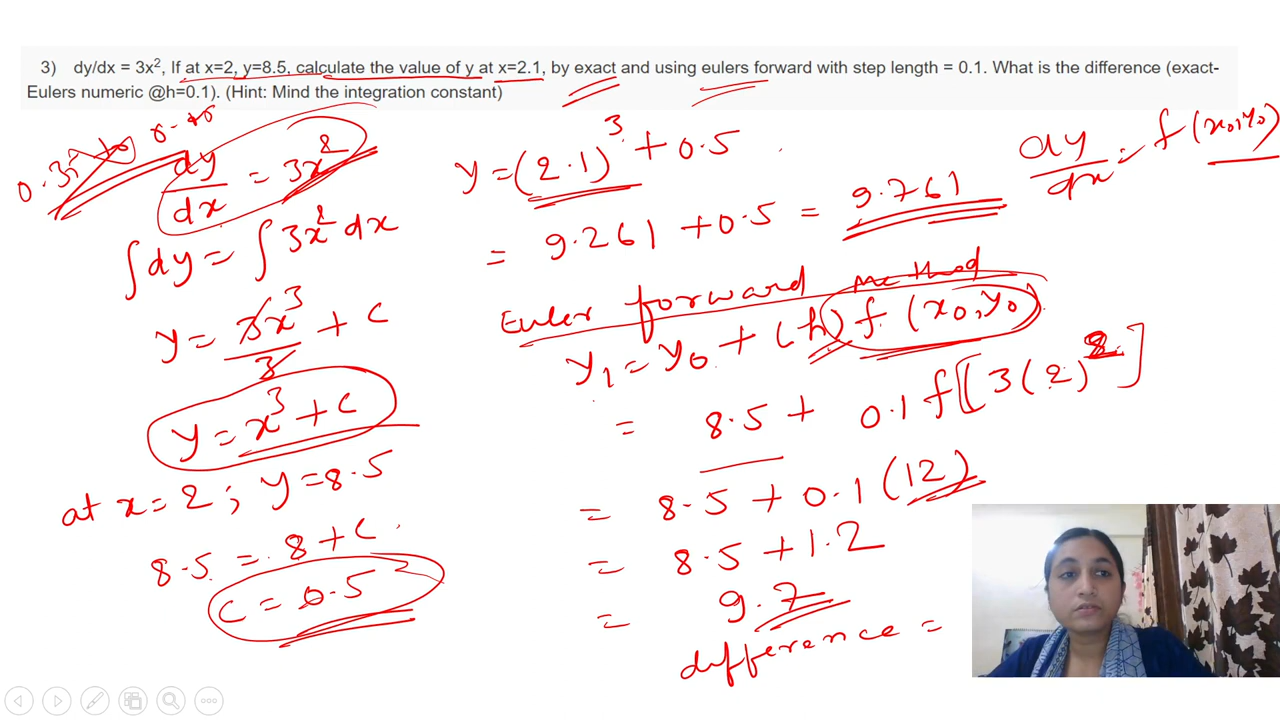 3) dy/dx = 3x², If at x=2, y=8.5, calculate the value of y at x=2.1, by exact and using eulers forward with step length = 0.1. What is the difference (exact-
Eulers numeric @h=0.1). (Hint: Mind the integration constant)
dy/dx = 3x²
∫dy = ∫3x² dx
y = 3x³/3 + c
y = x³ + c
at x = 2 ; y = 8.5
8.5 = 8 + c
c = 0.5
y = (2.1)³ + 0.5
= 9.261 + 0.5 = 9.761
dy/dx = f(x₀,y₀)
Euler forward Method
y₁ = y₀ + (h) f (x₀,y₀)
= 8.5 + 0.1 f[3(2)²]
= 8.5 + 0.1 (12)
= 8.5 + 1.2
= 9.7
difference =